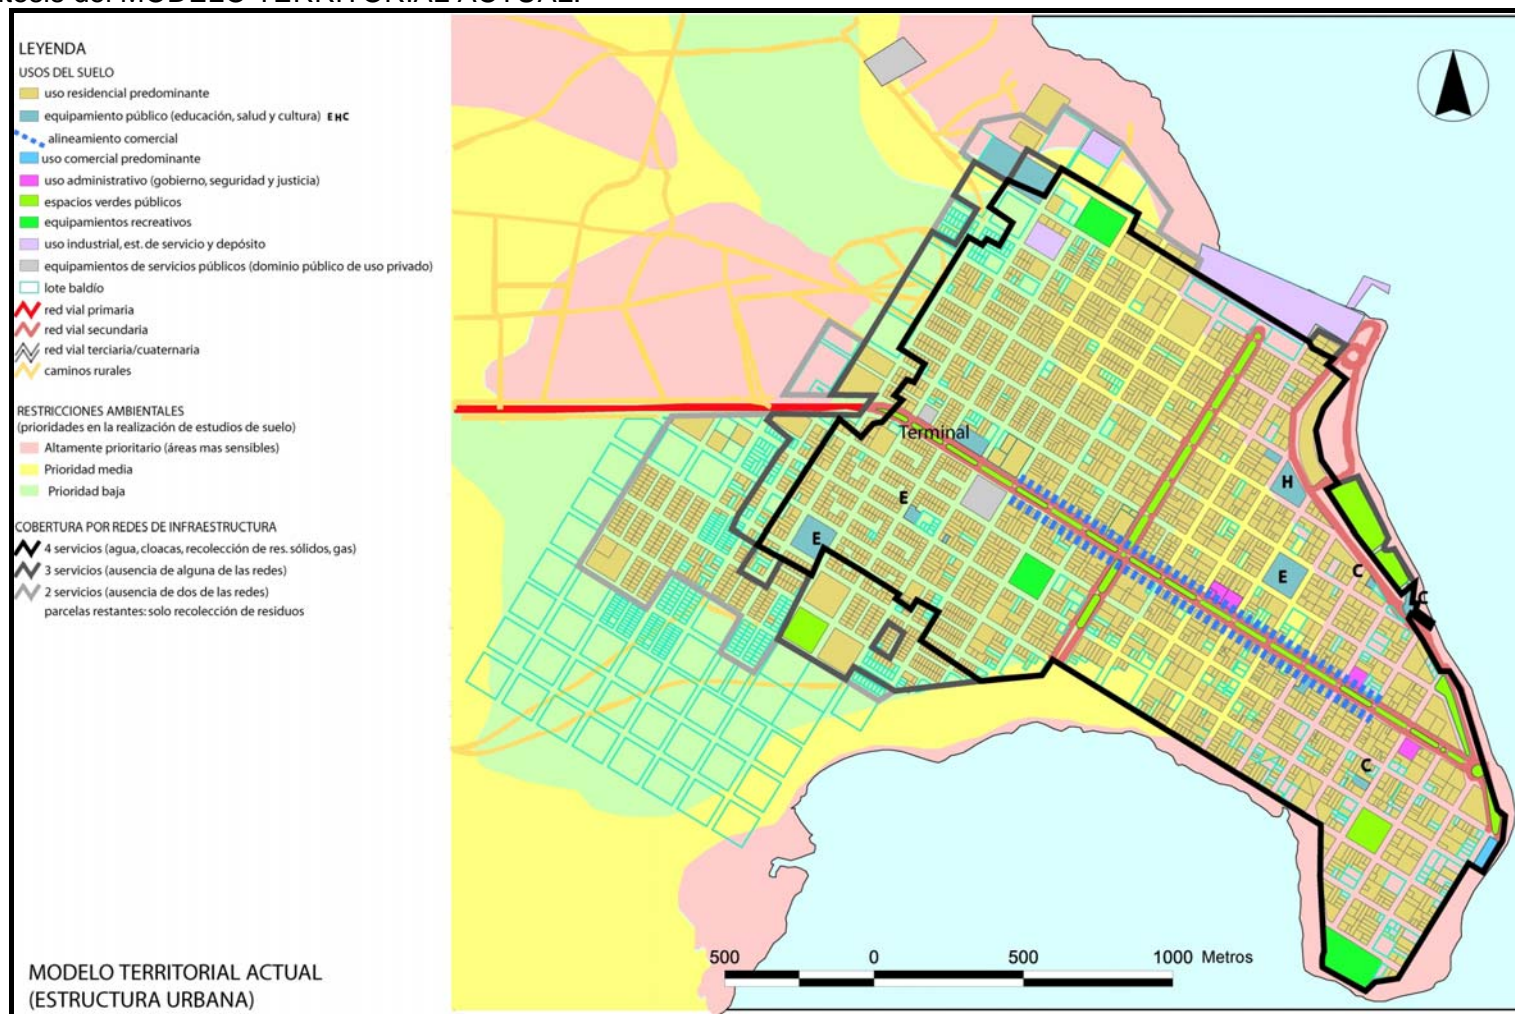 MODELO TERRITORIAL ACTUAL.
LEYENDA
USOS DEL SUELO
uso residencial predominante
equipamiento público (educación, salud y cultura) E H C
alineamiento comercial
uso comercial predominante
uso administrativo (gobierno, seguridad y justicia)
espacios verdes públicos
equipamientos recreativos
uso industrial, est. de servicio y depósito
equipamientos de servicios públicos (dominio público de uso privado)
lote baldío
red vial primaria
red vial secundaria
red vial terciaria/cuaternaria
caminos rurales
RESTRICCIONES AMBIENTALES
(prioridades en la realización de estudios de suelo)
Altamente prioritario (áreas mas sensibles)
Prioridad media
Prioridad baja
COBERTURA POR REDES DE INFRAESTRUCTURA
4 servicios (agua, cloacas, recolección de res. sólidos, gas)
3 servicios (ausencia de alguna de las redes)
2 servicios (ausencia de dos de las redes)
parcelas restantes: solo recolección de residuos
Terminal
H
E
E
E
C
C
C
500 0 500 1000 Metros
MODELO TERRITORIAL ACTUAL
(ESTRUCTURA URBANA)